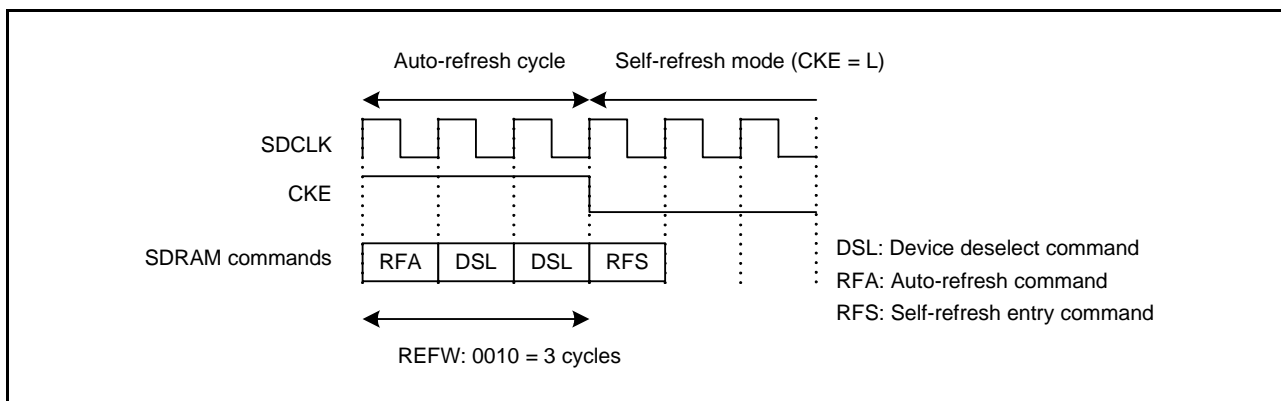 Auto-refresh cycle Self-refresh mode (CKE = L)
SDCLK
CKE
SDRAM commands RFA DSL DSL RFS
DSL: Device deselect command
RFA: Auto-refresh command
RFS: Self-refresh entry command
REFW: 0010 = 3 cycles